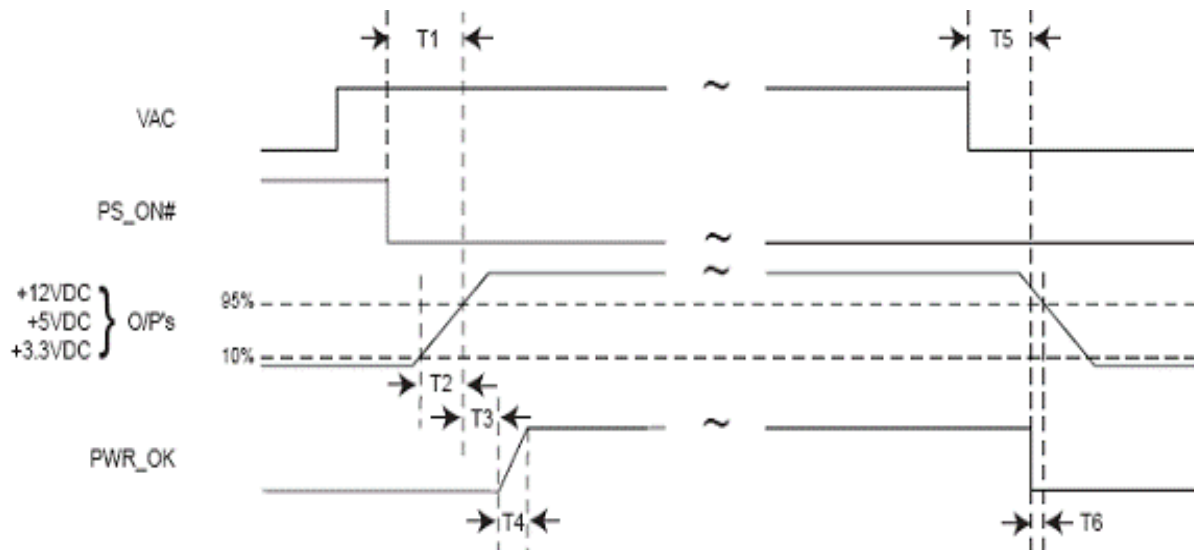 T1
T5
VAC
~
PS_ON#
~
~
+12VDC
+5VDC } O/P's
+3.3VDC
95%
10%
T2
T3
~
PWR_OK
T4
T6